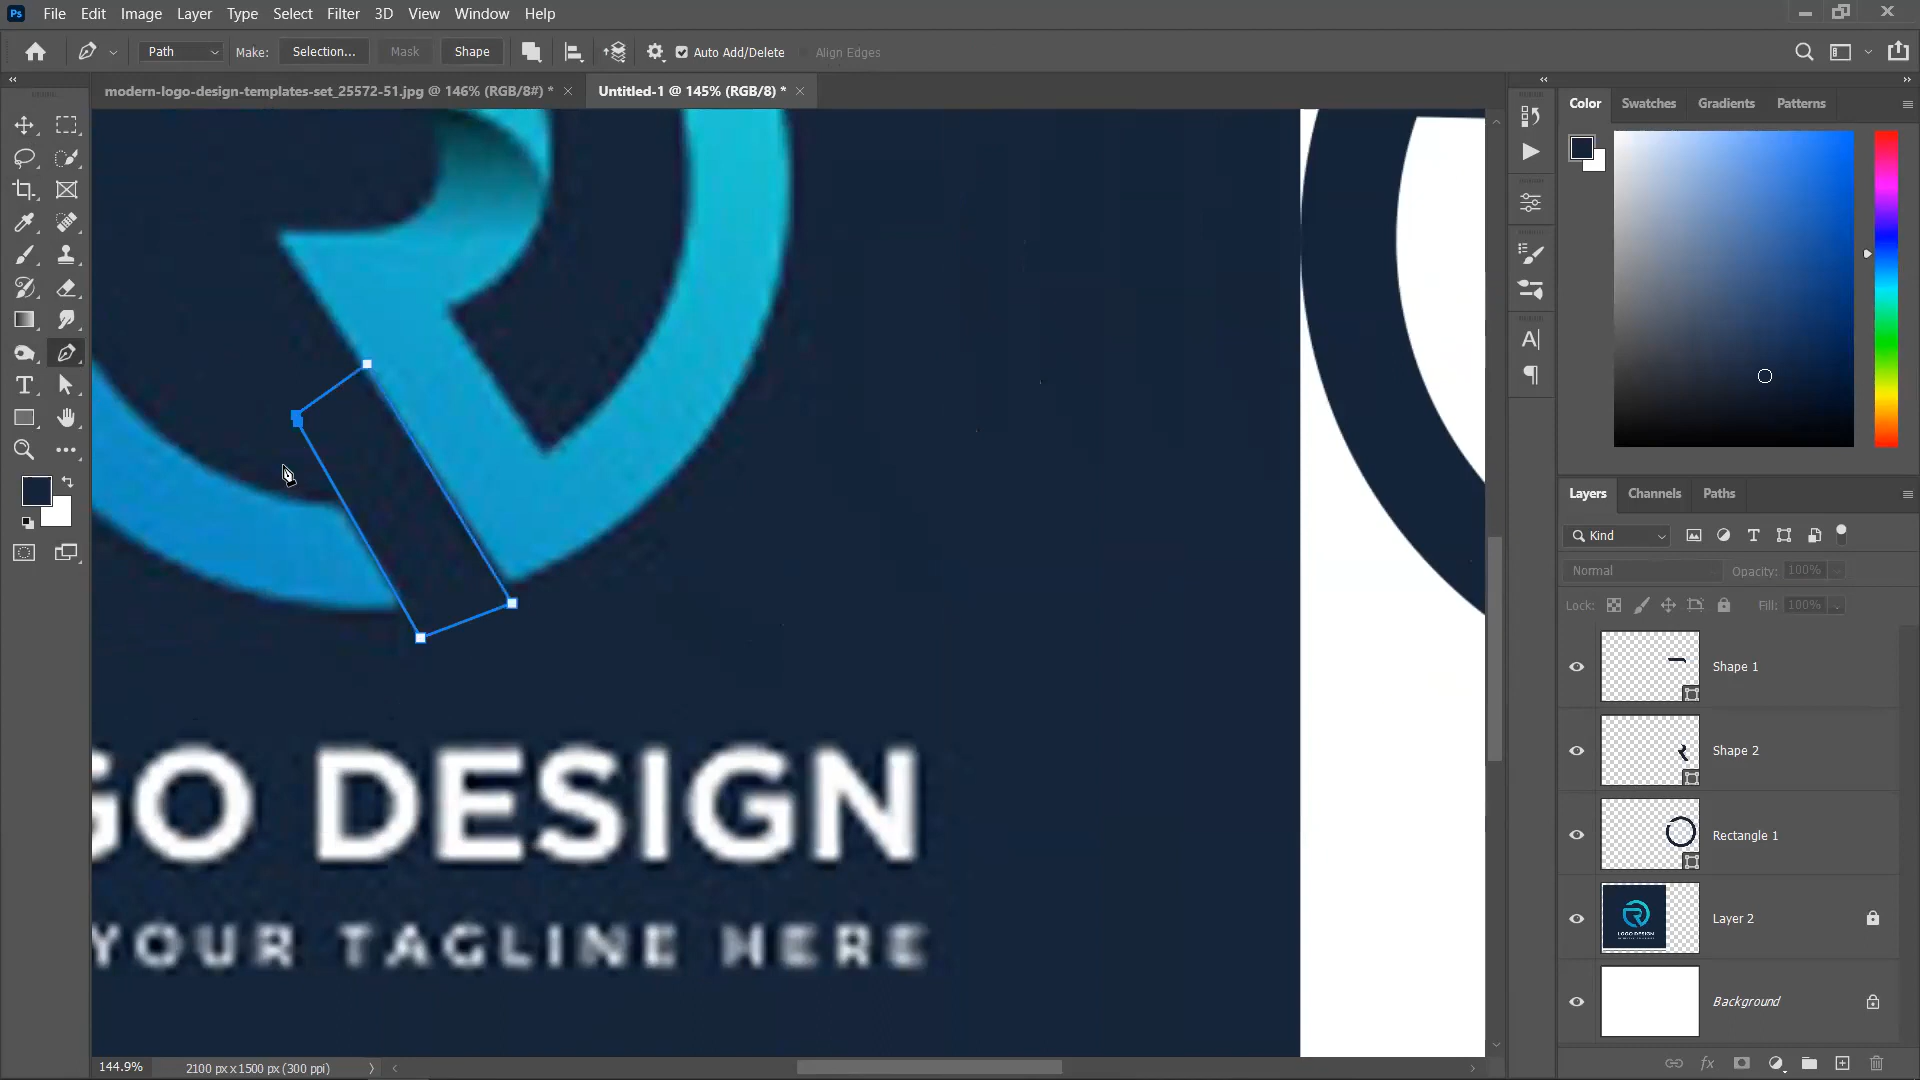 Ps File Edit Image Layer Type Select Filter 3D View Window Help
Path Make: Selection... Mask Shape Auto Add/Delete Align Edges
modern-logo-design-templates-set_25572-51.jpg @ 146% (RGB/8#) * Untitled-1 @ 145% (RGB/8) *
Color Swatches Gradients Patterns
GO DESIGN
YOUR TAGLINE HERE
Layers Channels Paths
Kind
Normal Opacity: 100%
Lock: Fill: 100%
Shape 1
Shape 2
Rectangle 1
LOGO DESIGN
Layer 2
Background
144.9% 2100 px x 1500 px (300 ppi)